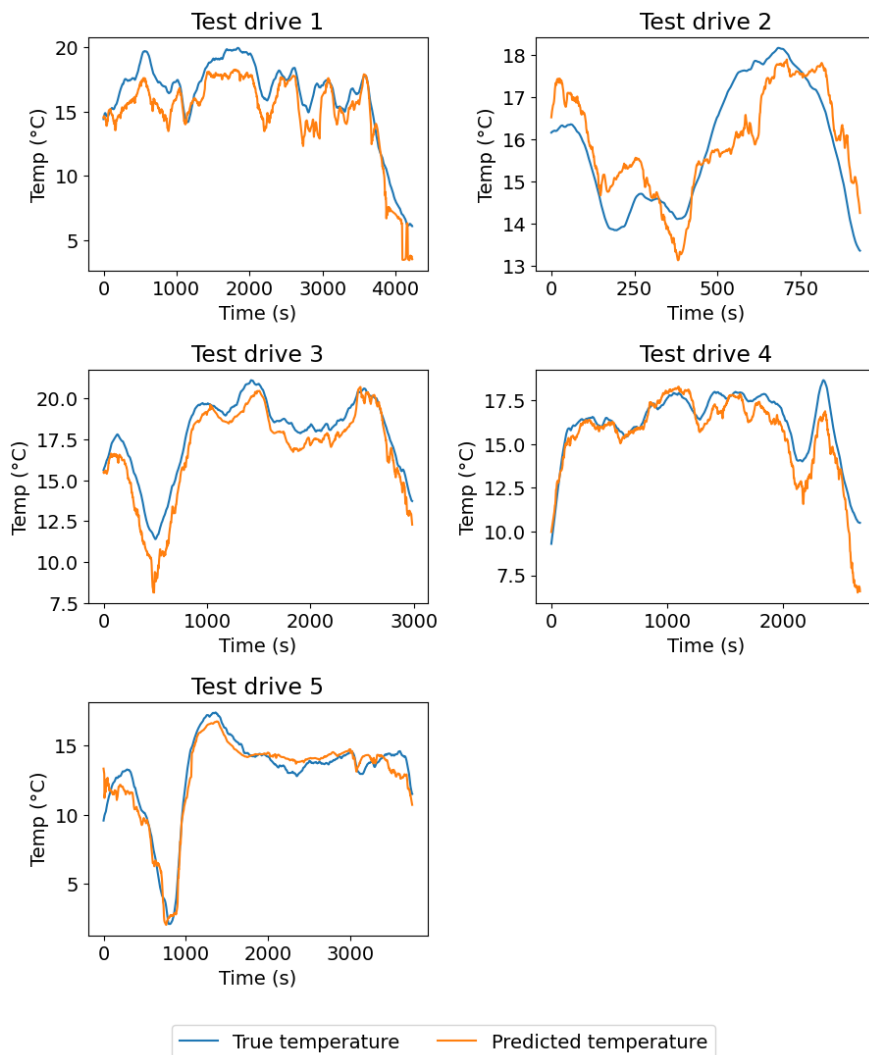 Test drive 1
Temp (°C)
20
15
10
5
0 1000 2000 3000 4000
Time (s)
Test drive 2
Temp (°C)
18
17
16
15
14
13
0 250 500 750
Time (s)
Test drive 3
Temp (°C)
20.0
17.5
15.0
12.5
10.0
7.5
0 1000 2000 3000
Time (s)
Test drive 4
Temp (°C)
17.5
15.0
12.5
10.0
7.5
0 1000 2000
Time (s)
Test drive 5
Temp (°C)
15
10
5
0 1000 2000 3000
Time (s)
True temperature Predicted temperature